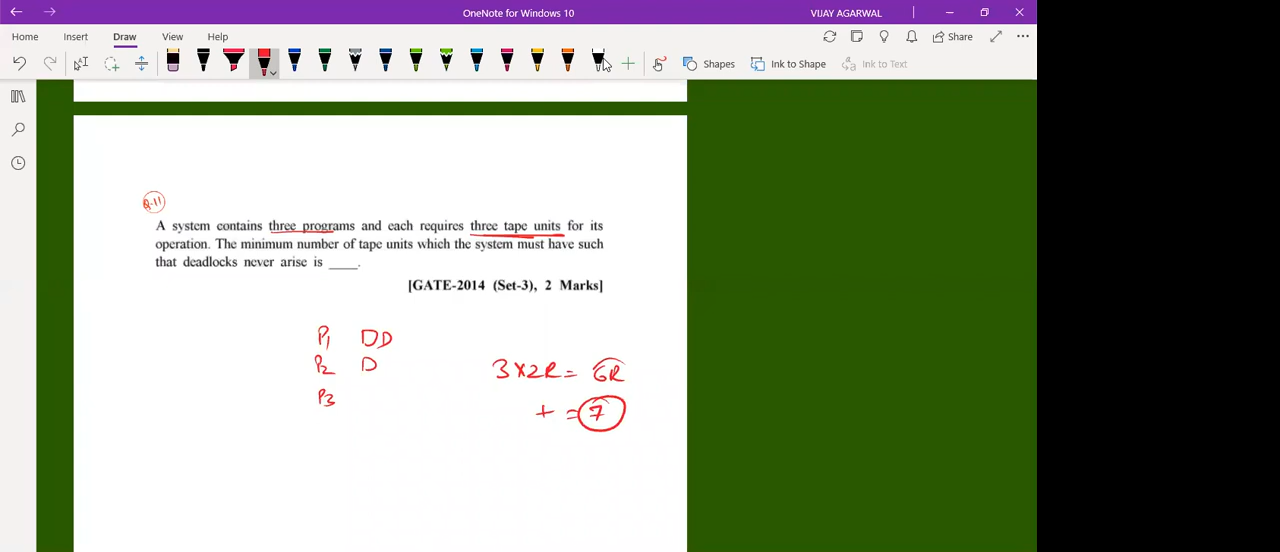 OneNote for Windows 10
VIJAY AGARWAL
Home Insert Draw View Help
Share
Shapes Ink to Shape Ink to Text
Q-11
A system contains three programs and each requires three tape units for its
operation. The minimum number of tape units which the system must have such
that deadlocks never arise is ____.
[GATE-2014 (Set-3), 2 Marks]
P1 DD
P2 D
P3
3×2R = 6R
+ = 7